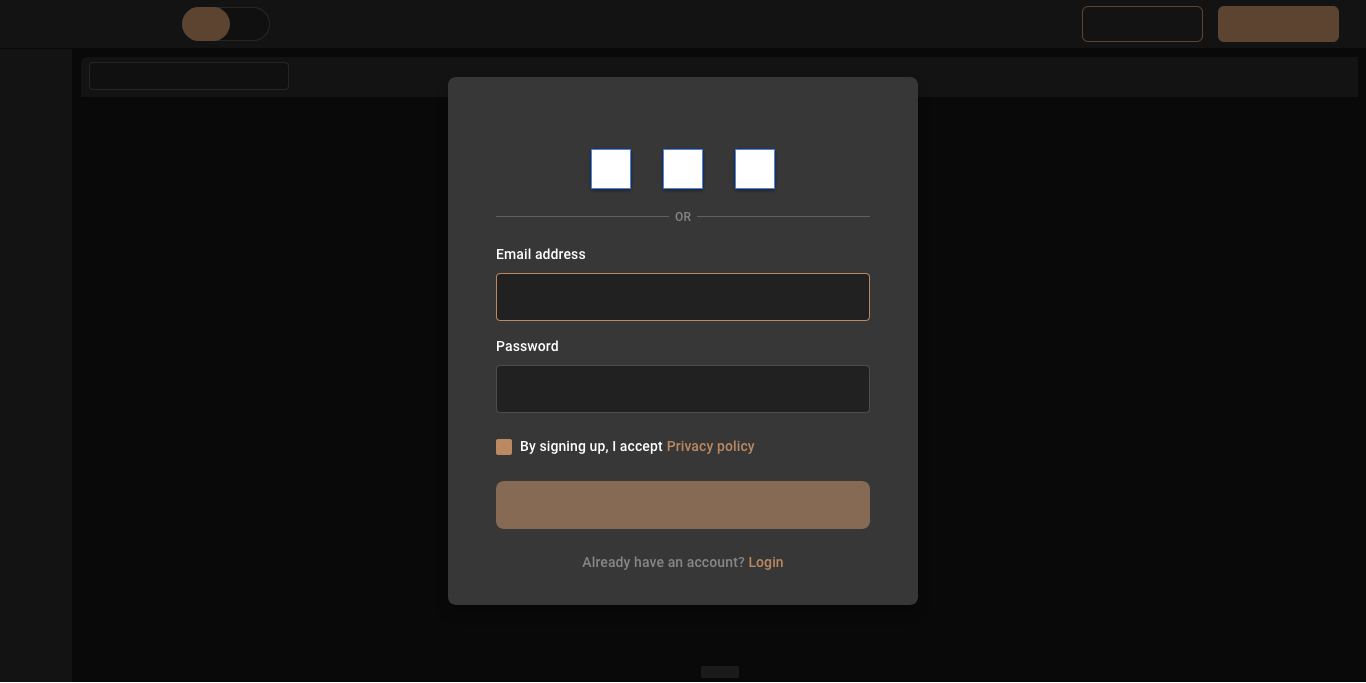 OR
Email address
Password
By signing up, I accept Privacy policy
Already have an account? Login